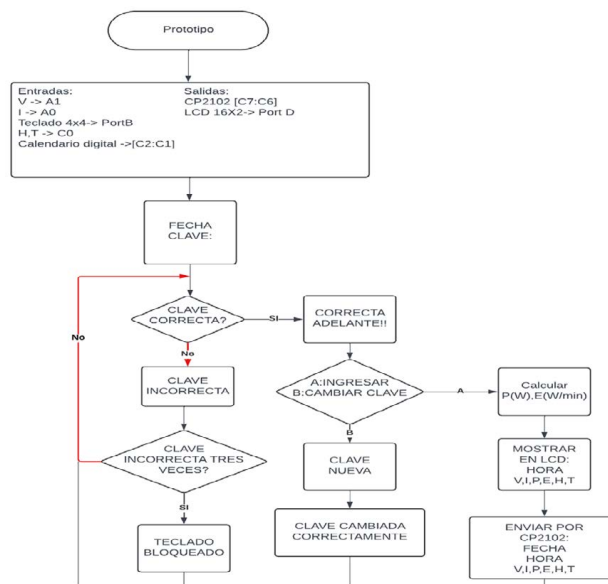 Prototipo
Entradas:
V -> A1
I -> A0
Teclado 4x4-> PortB
H,T -> C0
Calendario digital ->[C2:C1]
Salidas:
CP2102 [C7:C6]
LCD 16X2-> Port D
FECHA
CLAVE:
CLAVE
CORRECTA?
SI
CORRECTA
ADELANTE!!
No
No
CLAVE
INCORRECTA
A:INGRESAR
B:CAMBIAR CLAVE
A
Calcular
P(W),E(W/min)
B
CLAVE
INCORRECTA TRES
VECES?
CLAVE
NUEVA
MOSTRAR
EN LCD:
HORA
V,I,P,E,H,T
SI
TECLADO
BLOQUEADO
CLAVE CAMBIADA
CORRECTAMENTE
ENVIAR POR
CP2102:
FECHA
HORA
V,I,P,E,H,T